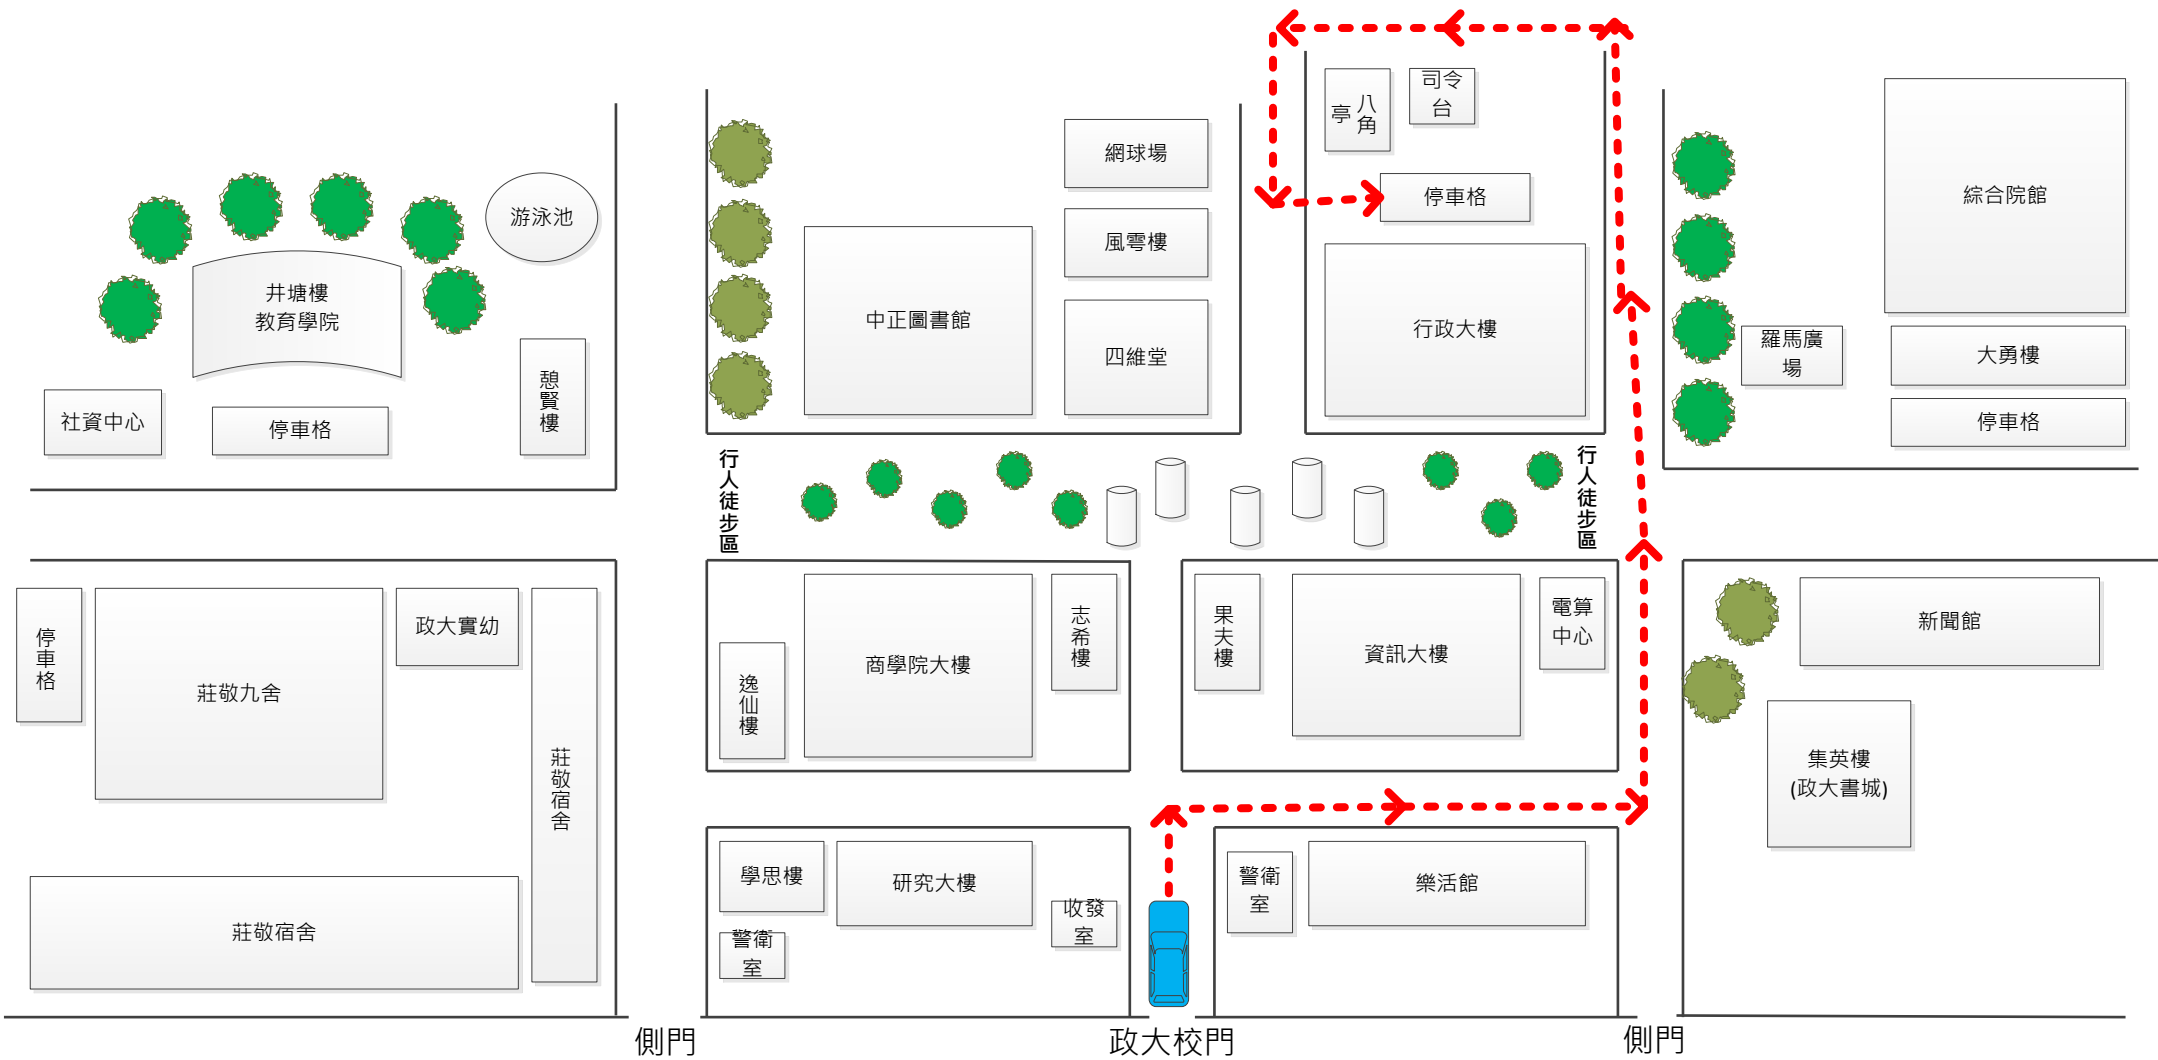 八角
亭
司令
台
停車格
網球場
風雩樓
四維堂
中正圖書館
行政大樓
綜合院館
羅馬廣
場
大勇樓
停車格
游泳池
井塘樓
教育學院
憩賢樓
社資中心
停車格
行人徒步區
行人徒步區
停車格
莊敬九舍
政大實幼
莊敬宿舍
莊敬宿舍
逸仙樓
商學院大樓
志希樓
果夫樓
資訊大樓
電算
中心
新聞館
集英樓
(政大書城)
學思樓
研究大樓
收發
室
警衛
室
警衛
室
樂活館
側門
政大校門
側門